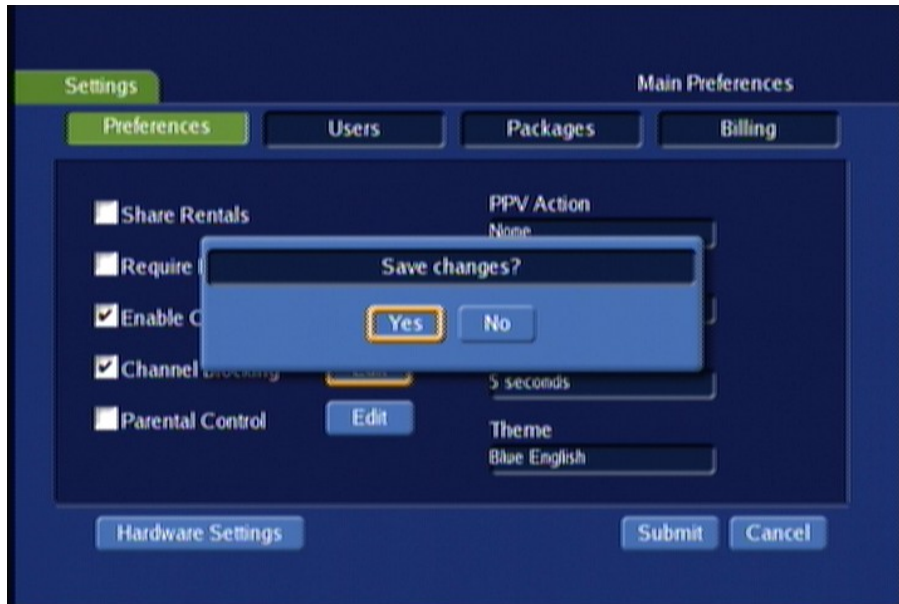 Settings
Main Preferences
Preferences Users Packages Billing
Share Rentals
PPV Action
None
Require
Save changes?
Enable
Yes No
Channel Blocking
5 seconds
Parental Control Edit
Theme
Blue English
Hardware Settings Submit Cancel